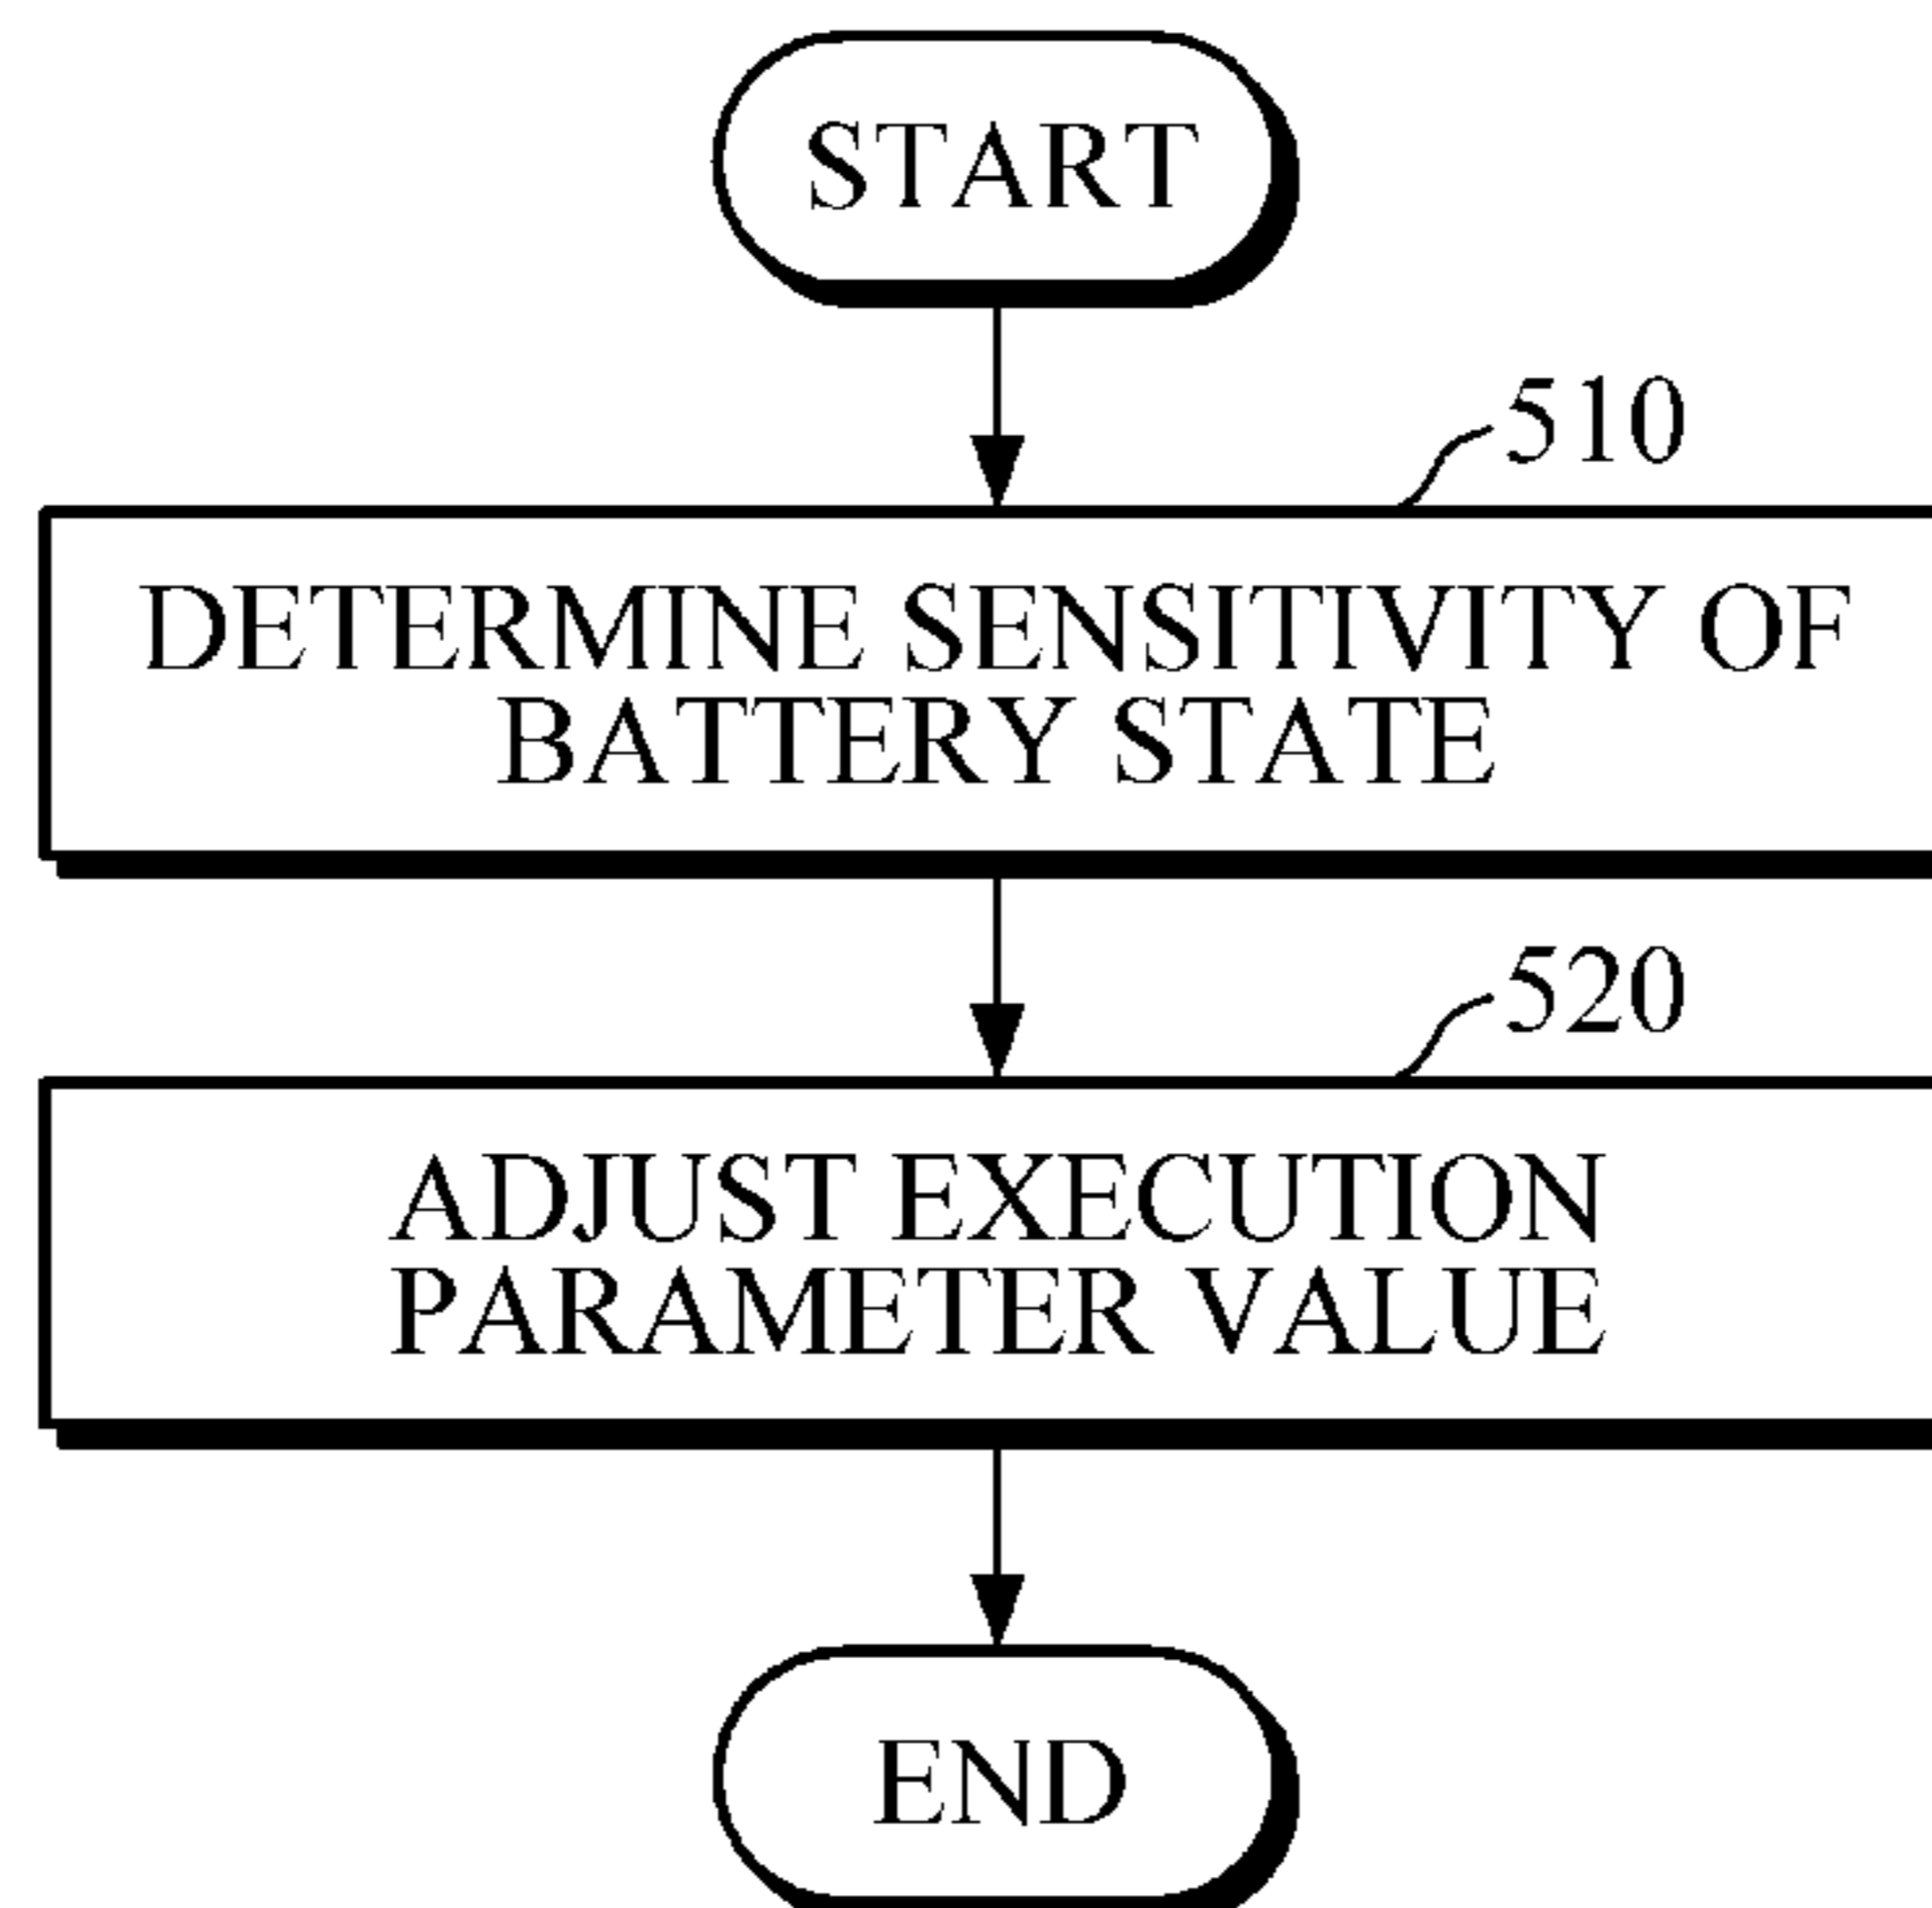 START
510
DETERMINE SENSITIVITY OF
BATTERY STATE
520
ADJUST EXECUTION
PARAMETER VALUE
END